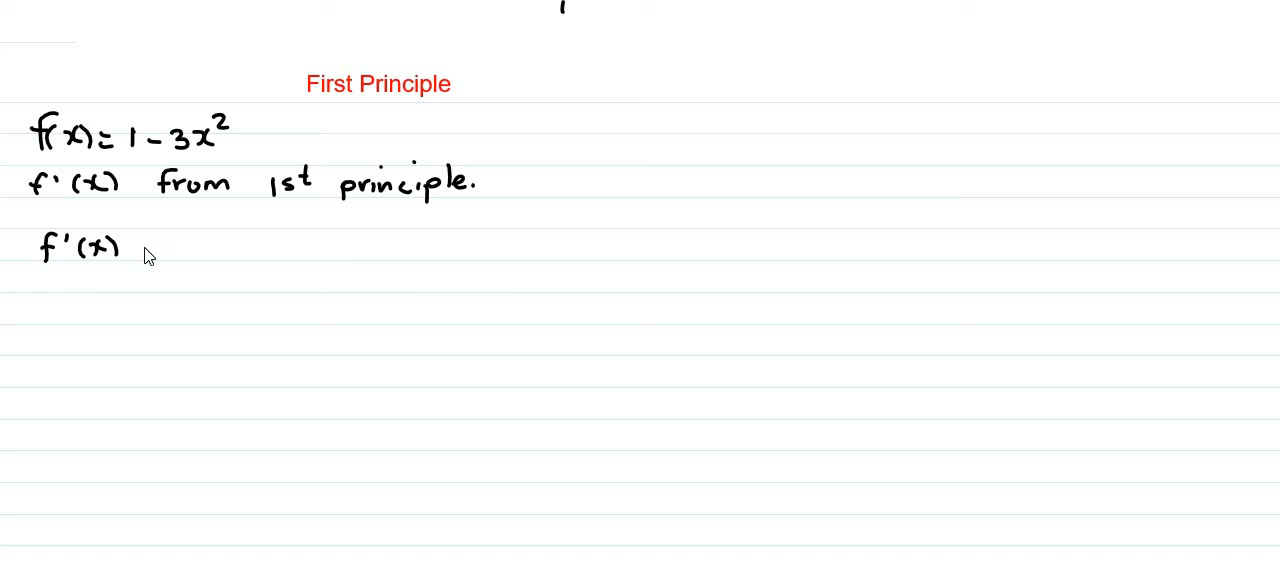 First Principle
f(x) = 1 - 3x²
f'(x) from 1st principle.
f'(x)